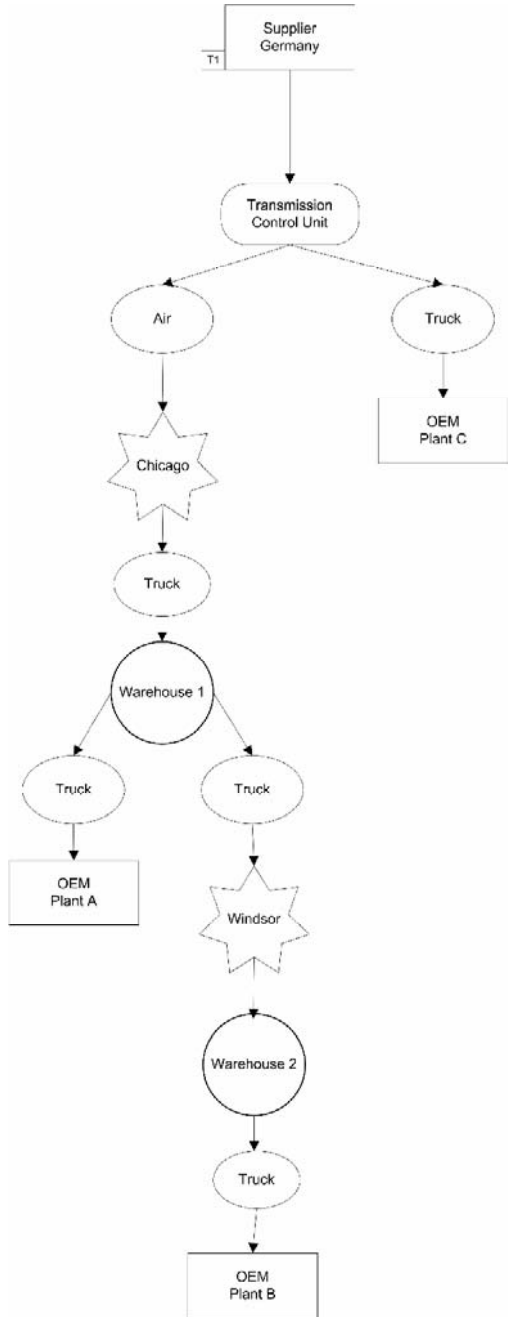 Supplier
Germany
T1
Transmission
Control Unit
Air
Truck
OEM
Plant C
Chicago
Truck
Warehouse 1
Truck
Truck
OEM
Plant A
Windsor
Warehouse 2
Truck
OEM
Plant B